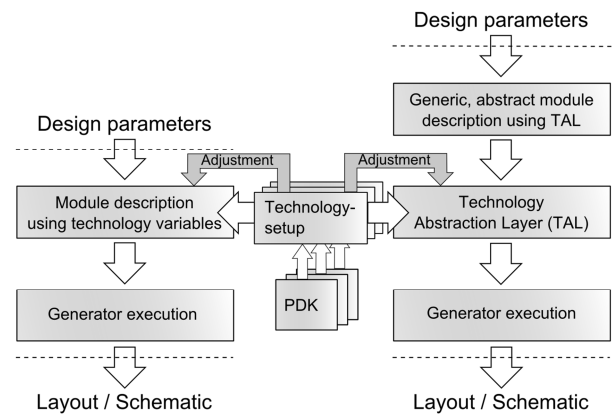 Design parameters
Generic, abstract module
description using TAL
Design parameters
Adjustment
Adjustment
Module description
using technology variables
Technology-
setup
Technology
Abstraction Layer (TAL)
PDK
Generator execution
Generator execution
Layout / Schematic
Layout / Schematic